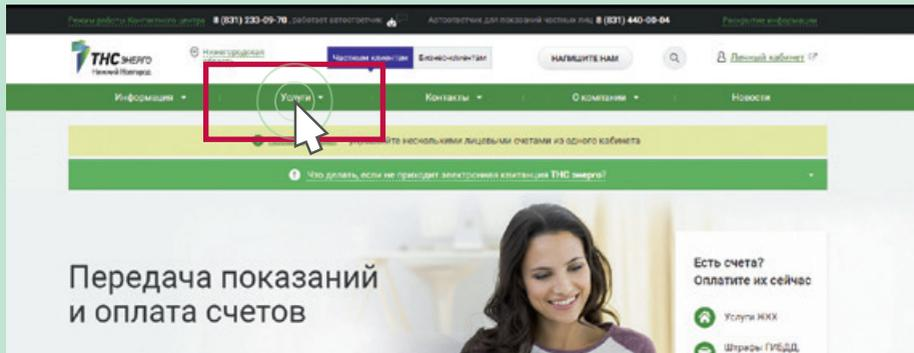 Режим работы Контактного центра 8 (831) 233-09-70, работает автоответчик Автоответчик для показаний частных лиц 8 (831) 440-00-04 Раскрытие информации
ТНС энерго
Нижний Новгород
Нижегородская область
Частным клиентам Бизнес-клиентам НАПИШИТЕ НАМ Личный кабинет
Информация Услуги Контакты О компании Новости
несколькими лицевыми счетами из одного кабинета
Что делать, если не приходит электронная квитанция ТНС энерго?
Передача показаний
и оплата счетов
Есть счета?
Оплатите их сейчас
Услуги ЖКХ
Штрафы ГИБДД,